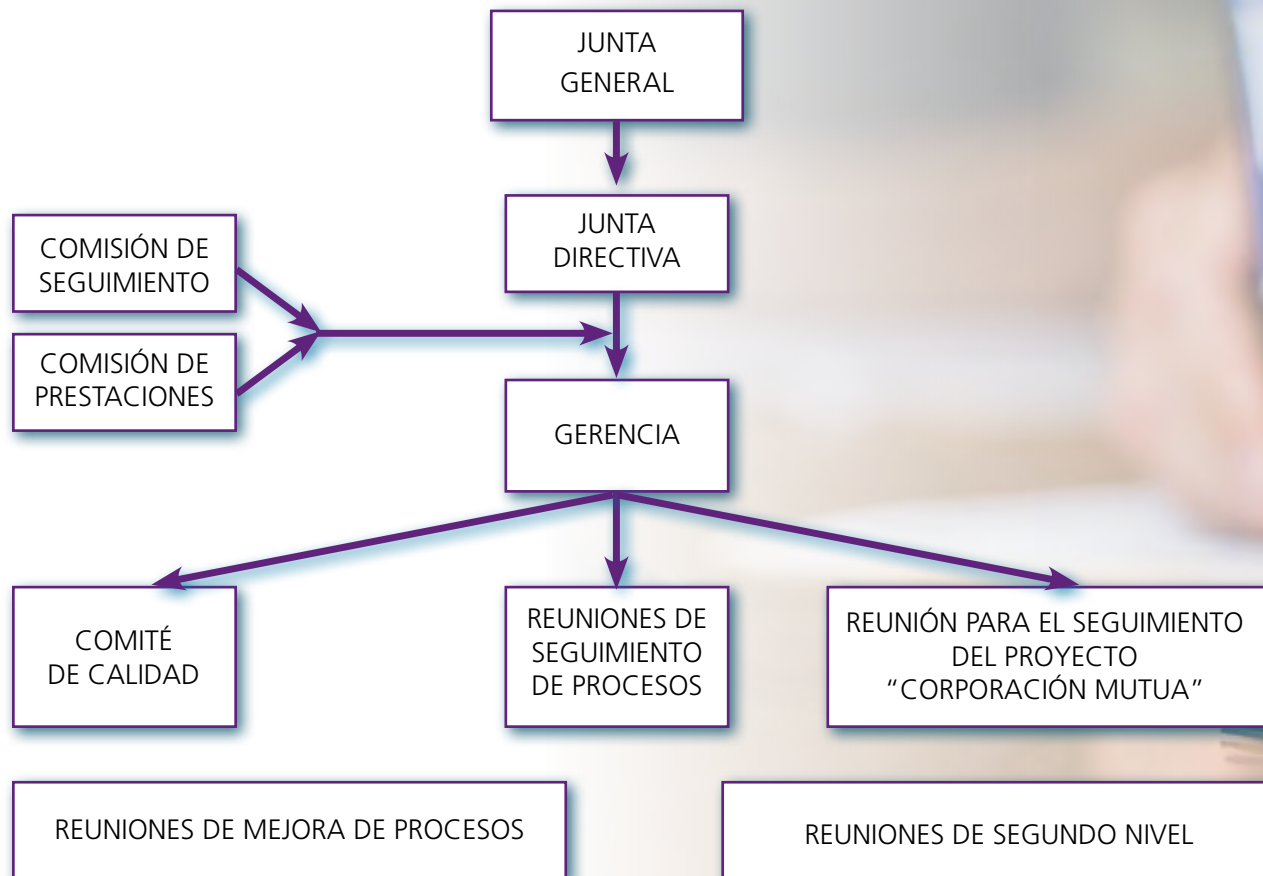 JUNTA
GENERAL
JUNTA
DIRECTIVA
COMISIÓN DE
SEGUIMIENTO
COMISIÓN DE
PRESTACIONES
GERENCIA
COMITÉ
DE CALIDAD
REUNIONES DE
SEGUIMIENTO
DE PROCESOS
REUNIÓN PARA EL SEGUIMIENTO
DEL PROYECTO
“CORPORACIÓN MUTUA”
REUNIONES DE MEJORA DE PROCESOS
REUNIONES DE SEGUNDO NIVEL